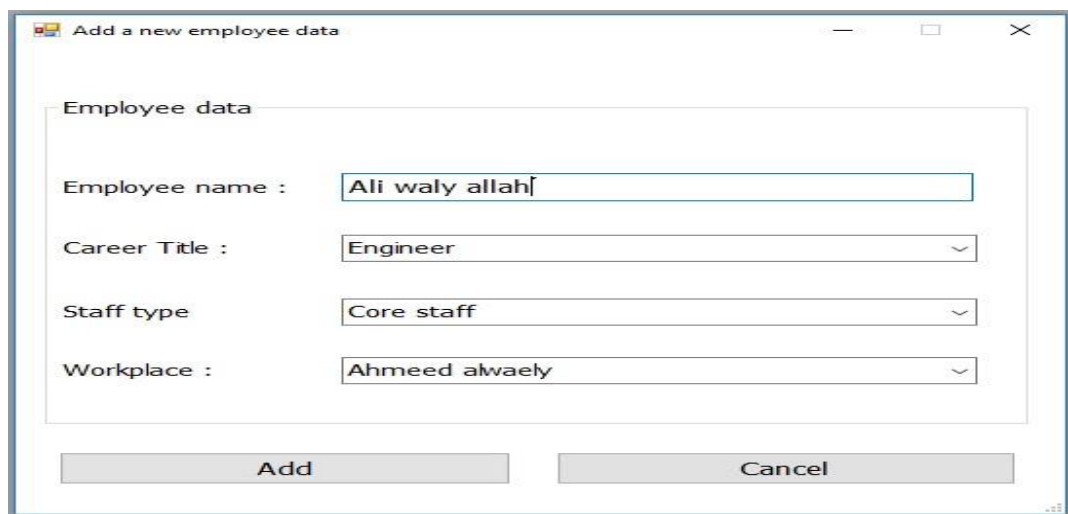 Add a new employee data
Employee data
Employee name : Ali waly allah
Career Title : Engineer
Staff type Core staff
Workplace : Ahmeed alwaely
Add Cancel